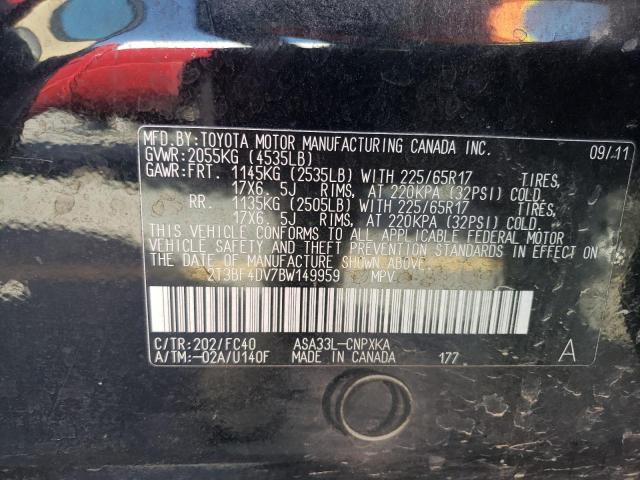 MFD.BY:TOYOTA MOTOR MANUFACTURING CANADA INC. 09/11
GVWR:2055KG (4535LB)
GAWR:FRT. 1145KG (2535LB) WITH 225/65R17 TIRES,
17X6. 5J RIMS, AT 220KPA (32PSI) COLD.
RR. 1135KG (2505LB) WITH 225/65R17 TIRES,
17X6. 5J RIMS, AT 220KPA (32PSI) COLD.
THIS VEHICLE CONFORMS TO ALL APPLICABLE FEDERAL MOTOR
VEHICLE SAFETY AND THEFT PREVENTION STANDARDS IN EFFECT ON
THE DATE OF MANUFACTURE SHOWN ABOVE.
2T3BF4DV7BW149959 MPV
C/TR:202/FC40 ASA33L-CNPXKA A
A/TM:-02A/U140F MADE IN CANADA 177